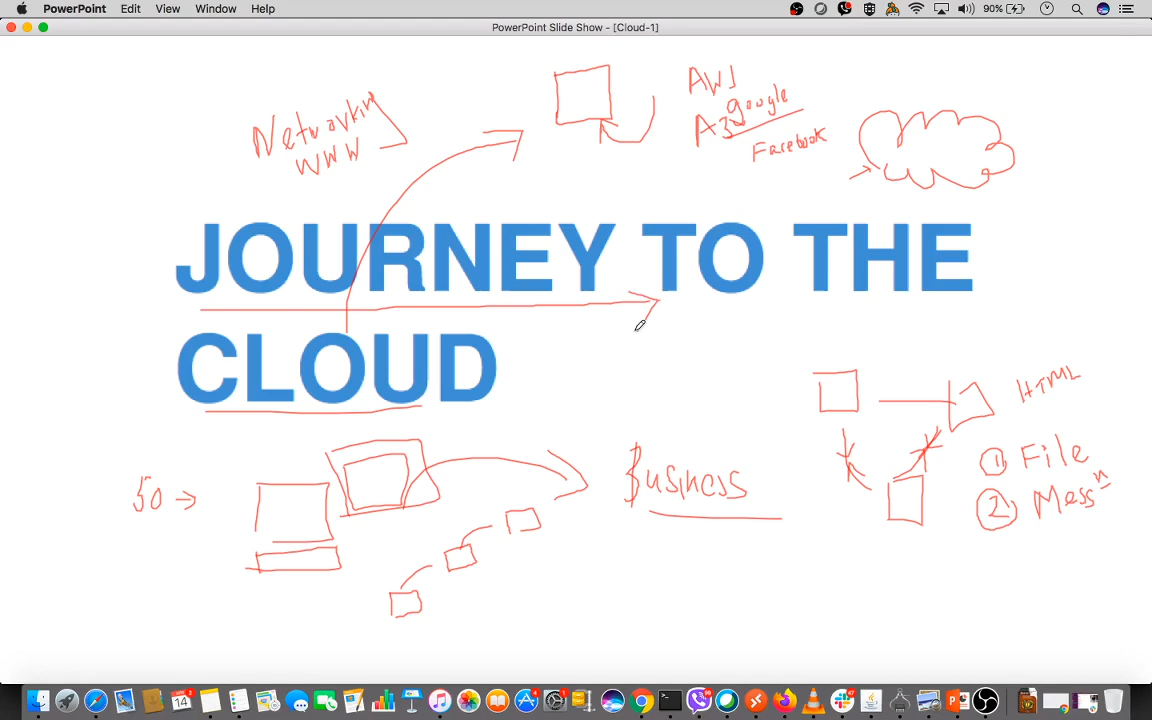 PowerPoint Edit View Window Help
90%
PowerPoint Slide Show - [Cloud-1]
Networking
WWW
AWS
google
Facebook
JOURNEY TO THE
CLOUD
HTML
50 →
Business
① File
② Mess
14